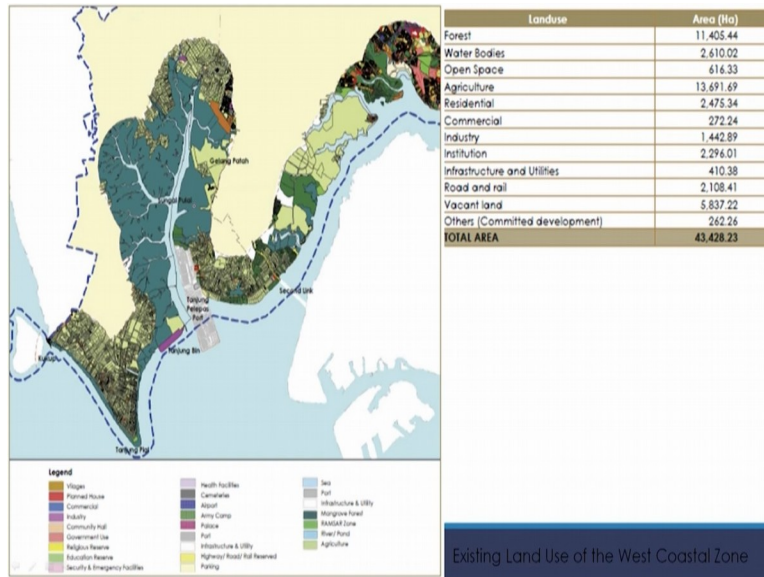 Landuse Area (Ha)
Forest 11,405.44
Water Bodies 2,610.02
Open Space 616.33
Agriculture 13,691.69
Residential 2,475.34
Commercial 272.24
Industry 1,442.89
Institution 2,296.01
Infrastructure and Utilities 410.38
Road and rail 2,108.41
Vacant land 5,837.22
Others (Committed development) 262.26
TOTAL AREA 43,428.23
Gelang Patah
Sungai Pulai
Second Link
Tanjung
Pelepas
Port
Tanjung Bin
Kukup
Tanjung Piai
Legend
Villages
Planned House
Commercial
Industry
Community Hall
Government Use
Religious Reserve
Education Reserve
Security & Emergency Facilities
Health Facilities
Cemeteries
Airport
Army Camp
Palace
Port
Infrastructure & Utility
Highway/ Road/ Rail Reserved
Parking
Sea
Port
Infrastructure & Utility
Mangrove Forest
RAMSAR Zone
River/ Pond
Agriculture
Existing Land Use of the West Coastal Zone